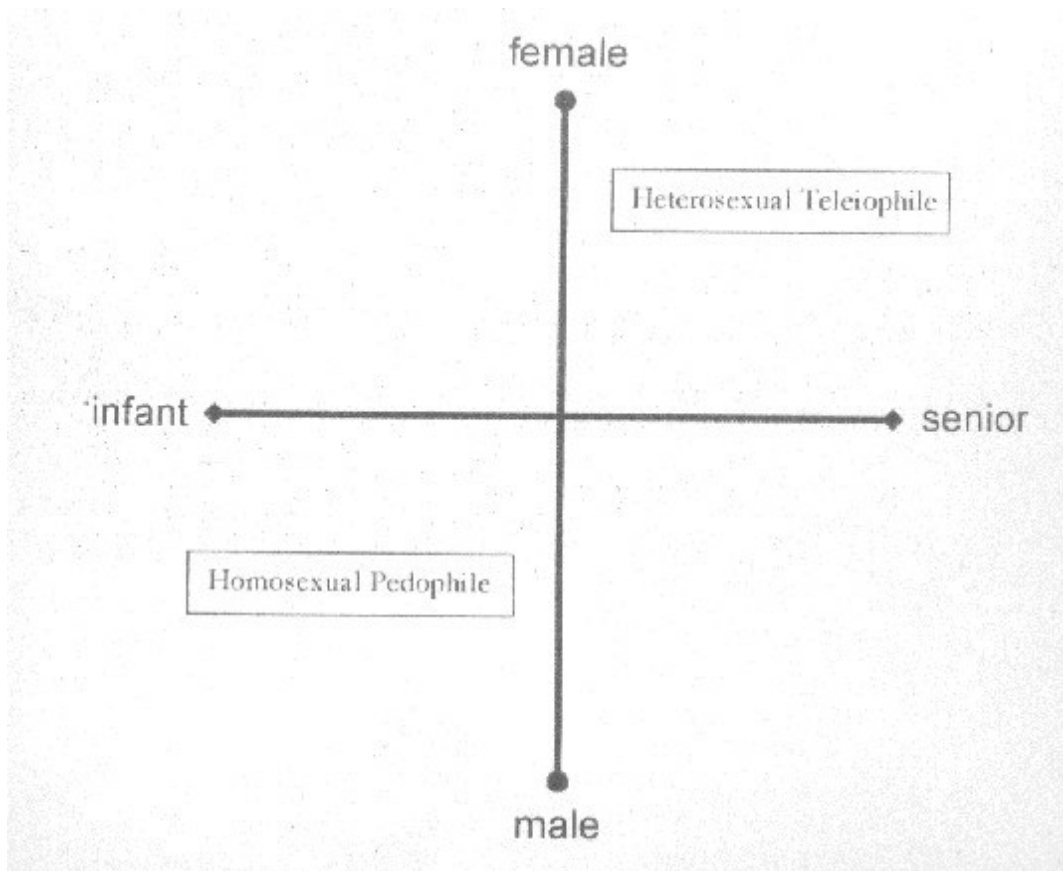 female
Heterosexual Teleiophile
infant
senior
Homosexual Pedophile
male